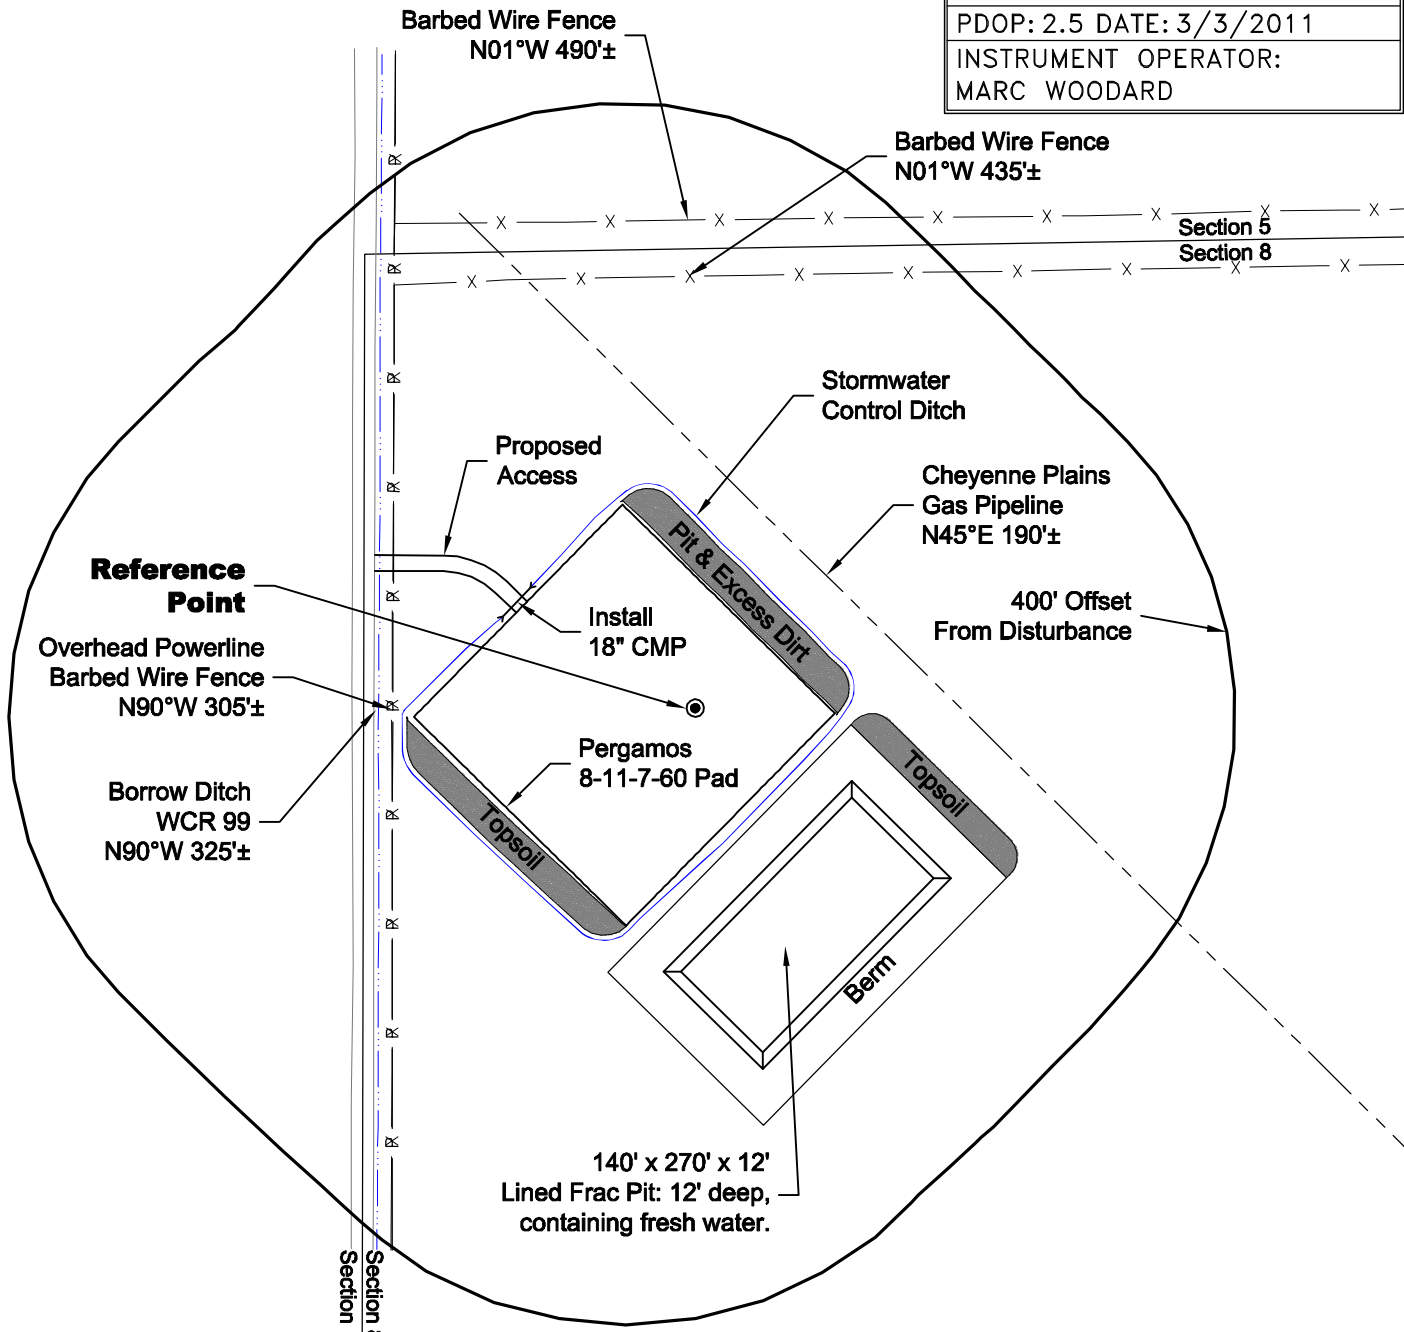 Barbed Wire Fence
N01°W 490'±
PDOP: 2.5 DATE: 3/3/2011
INSTRUMENT OPERATOR:
MARC WOODARD
Barbed Wire Fence
N01°W 435'±
Section 5
Section 8
Stormwater
Control Ditch
Proposed
Access
Cheyenne Plains
Gas Pipeline
N45°E 190'±
Pit & Excess Dirt
Reference
Point
Install
18" CMP
400' Offset
From Disturbance
Overhead Powerline
Barbed Wire Fence
N90°W 305'±
Pergamos
8-11-7-60 Pad
Topsoil
Topsoil
Borrow Ditch
WCR 99
N90°W 325'±
Berm
140' x 270' x 12'
Lined Frac Pit: 12' deep,
containing fresh water.
Section
Section